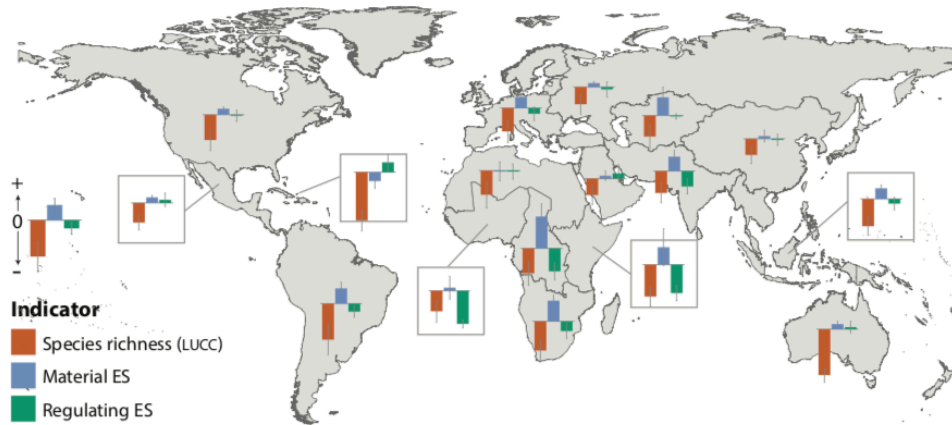 +
0
-
Indicator
Species richness (LUCC)
Material ES
Regulating ES